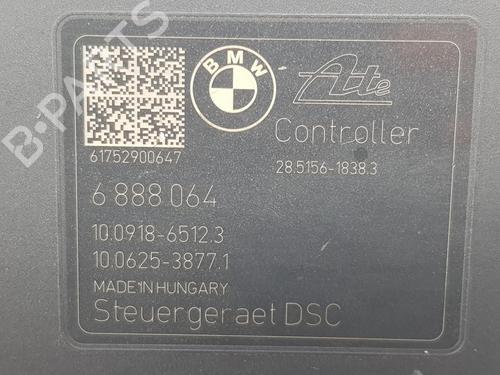 BMW
Ate
Controller
61752900647
28.5156-1838.3
6 888 064
10.0918-6512.3
10.0625-3877.1
MADE IN HUNGARY
Steuergeraet DSC
B-PARTS